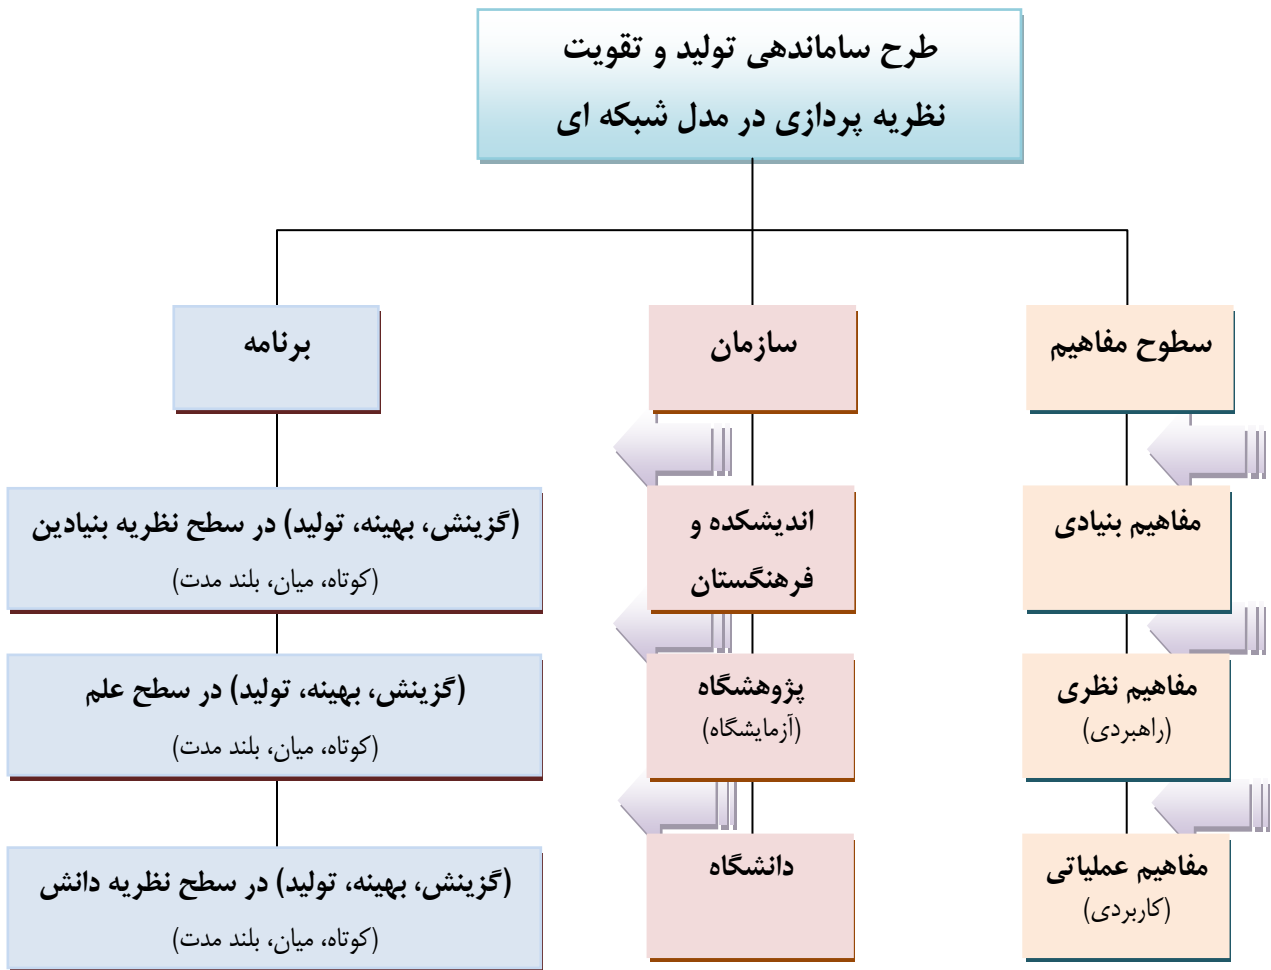 طرح ساماندهی تولید و تقویت
نظریه پردازی در مدل شبکه ای
سطوح مفاهیم
سازمان
برنامه
مفاهیم بنیادی
اندیشکده و
فرهنگستان
(گزینش، بهینه، تولید) در سطح نظریه بنیادین
(کوتاه، میان، بلند مدت)
مفاهیم نظری
(راهبردی)
پژوهشگاه
(آزمایشگاه)
(گزینش، بهینه، تولید) در سطح علم
(کوتاه، میان، بلند مدت)
مفاهیم عملیاتی
(کاربردی)
دانشگاه
(گزینش، بهینه، تولید) در سطح نظریه دانش
(کوتاه، میان، بلند مدت)